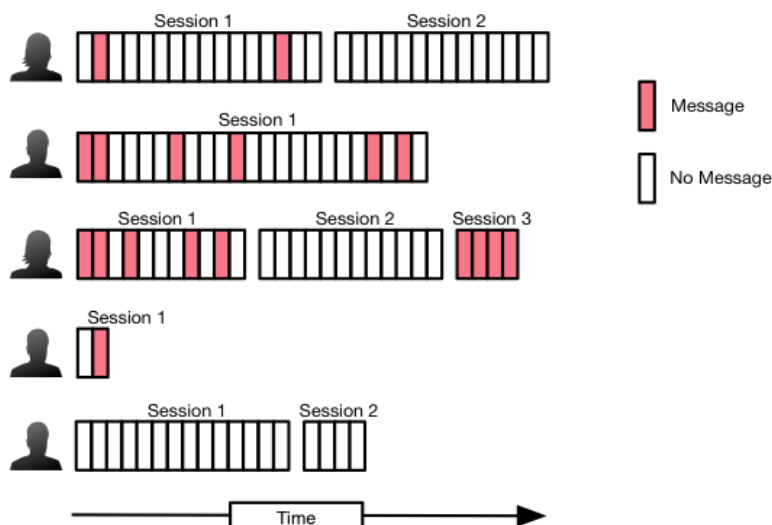 Session 1
Session 2
Message
Session 1
No Message
Session 1
Session 2
Session 3
Session 1
Session 1
Session 2
Time